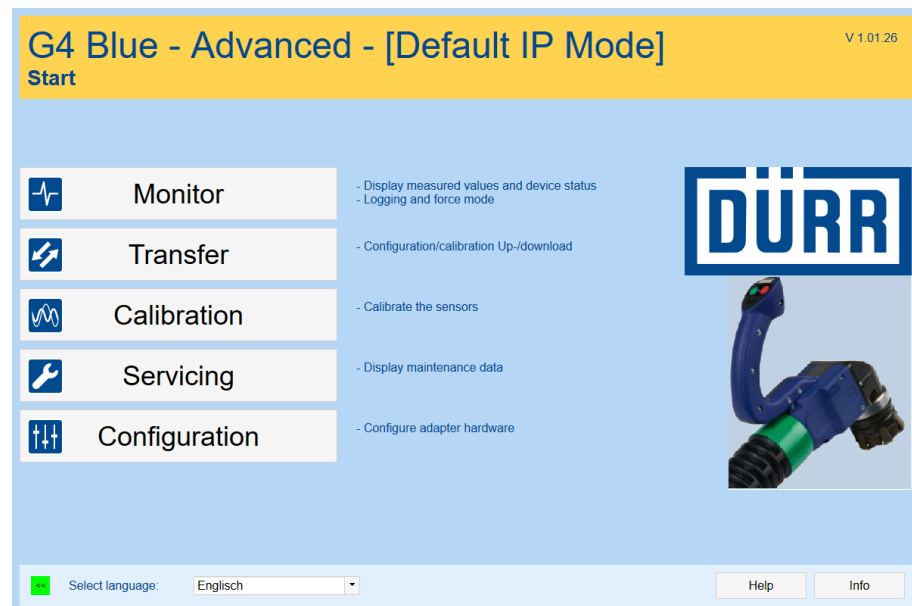 G4 Blue - Advanced - [Default IP Mode]
V 1.01.26
Start
Monitor
- Display measured values and device status
- Logging and force mode
DÜRR
Transfer
- Configuration/calibration Up-/download
Calibration
- Calibrate the sensors
Servicing
- Display maintenance data
Configuration
- Configure adapter hardware
<<
Select language:
Englisch
Help
Info